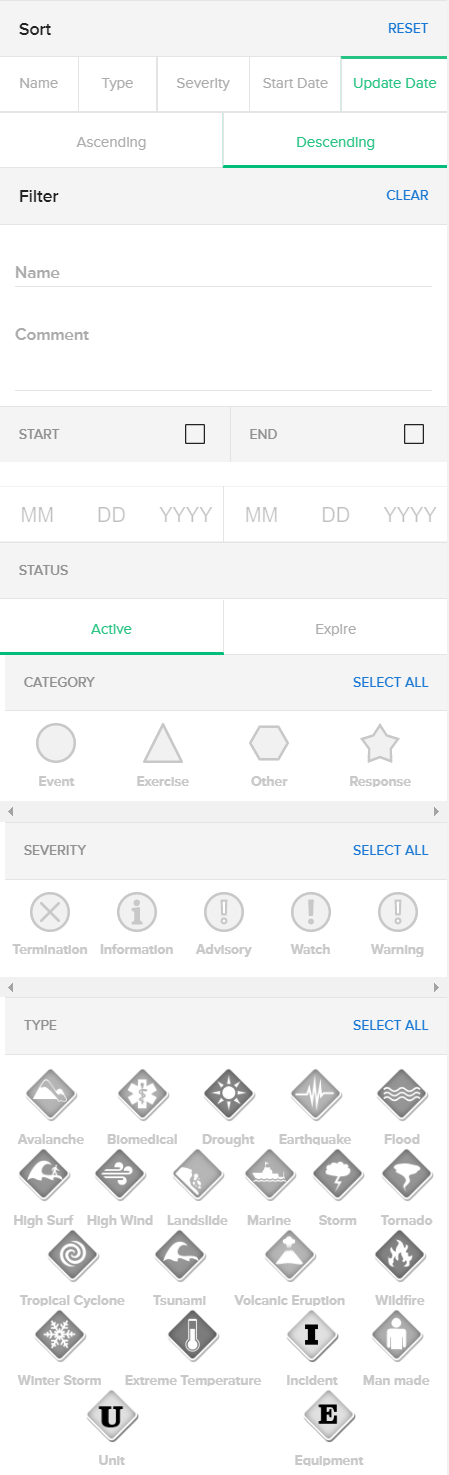 Sort RESET
Name Type Severity Start Date Update Date
Ascending Descending
Filter CLEAR
Name
Comment
START END
MM DD YYYY MM DD YYYY
STATUS
Active Expire
CATEGORY SELECT ALL
Event Exercise Other Response
SEVERITY SELECT ALL
Termination Information Advisory Watch Warning
TYPE SELECT ALL
Avalanche Biomedical Drought Earthquake Flood
High Surf High Wind Landslide Marine Storm Tornado
Tropical Cyclone Tsunami Volcanic Eruption Wildfire
I
Winter Storm Extreme Temperature Incident Man made
U E
Unit Equipment